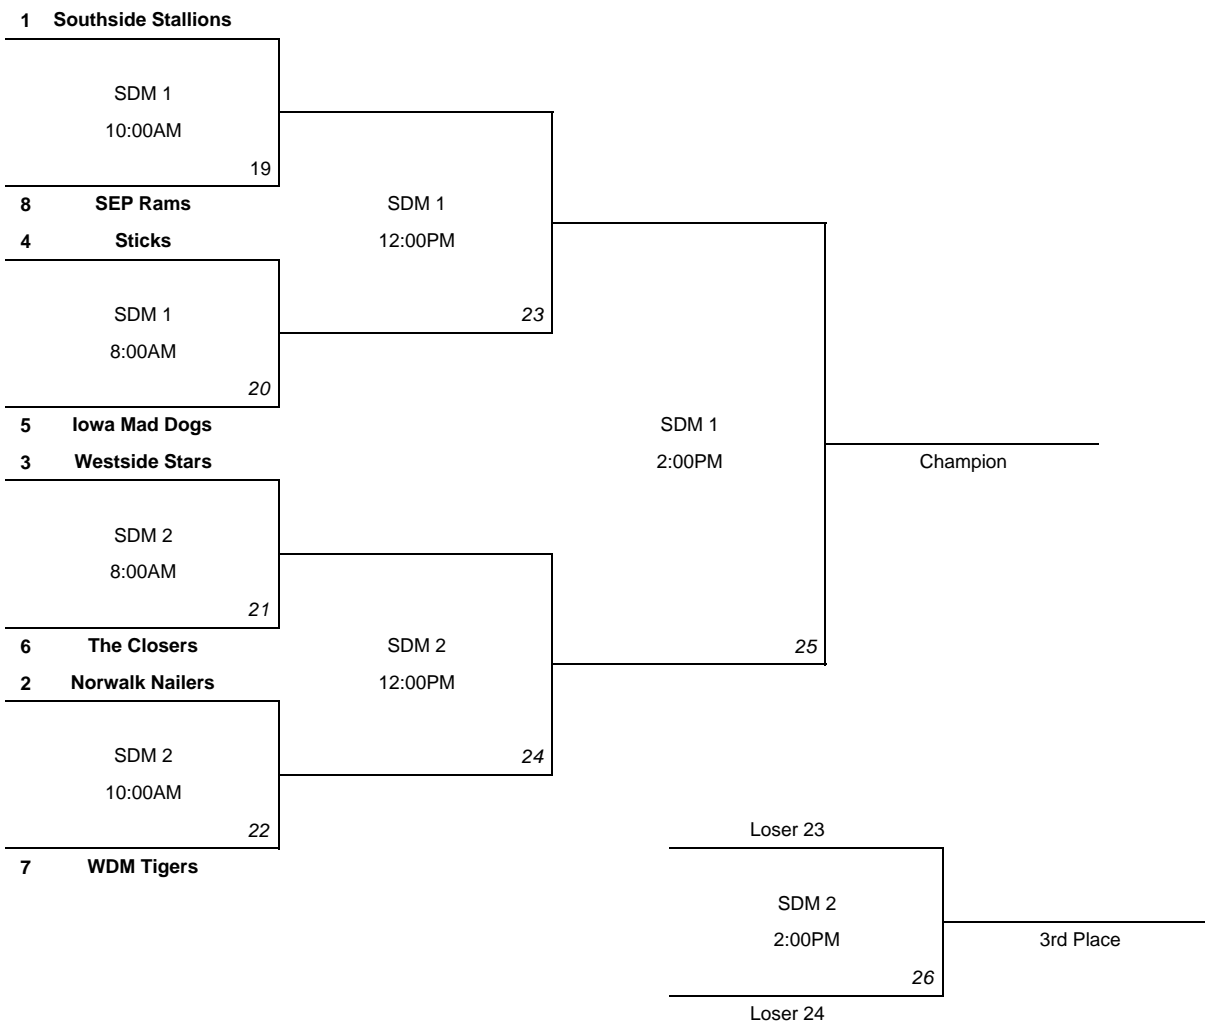 1 Southside Stallions
SDM 1
10:00AM
19
8 SEP Rams
SDM 1
4 Sticks
12:00PM
SDM 1
23
8:00AM
20
5 Iowa Mad Dogs
SDM 1
3 Westside Stars
2:00PM
Champion
SDM 2
8:00AM
21
6 The Closers
SDM 2
25
2 Norwalk Nailers
12:00PM
SDM 2
24
10:00AM
22
Loser 23
7 WDM Tigers
SDM 2
2:00PM
3rd Place
26
Loser 24